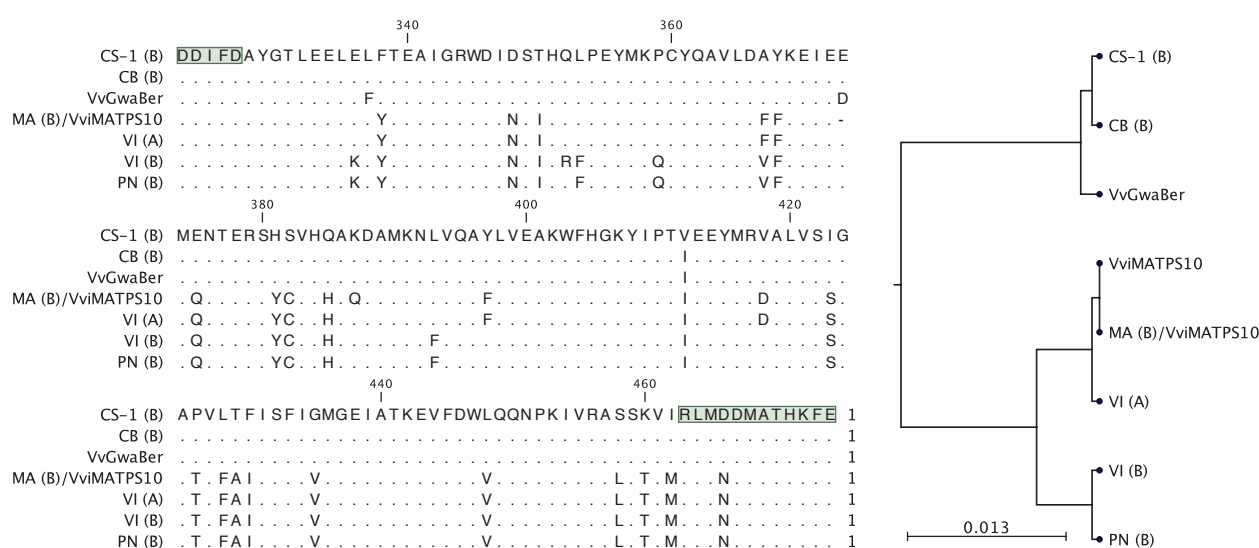 340 360
CS-1 (B) DDIFDAYGTLEELELFTEAIGRWDIDSTHQLPEYMKPCYQAVLDAYKEIEE
CB (B) ...................................................
VvGwaBer ..............F...................................D
MA (B)/VviMATPS10 ...............Y.........N.I................FF....-
VI (A) ...............Y.........N.I................FF.....
VI (B) .............K.Y.........N.I.RF.....Q.......VF.....
PN (B) .............K.Y.........N.I..F.....Q.......VF.....
380 400 420
CS-1 (B) MENTERSHSVHQAKDAMKNLVQAYLVEAKWFHGKYIPTVEEYMRVALVSIG
CB (B) ......................................I............
VvGwaBer ......................................I............
MA (B)/VviMATPS10 .Q.....YC..H.Q.........F..............I.....D....S.
VI (A) .Q.....YC..H...........F..............I.....D....S.
VI (B) .Q.....YC..H.......F..................I..........S.
PN (B) .Q.....YC..H.......F..................I..........S.
440 460
CS-1 (B) APVLTFISFIGMGEIATKEVFDWLQQNPKIVRASSKVIRLMDDMATHKFE 1
CB (B) .................................................. 1
VvGwaBer .................................................. 1
MA (B)/VviMATPS10 .T.FAI....V............V.........L.T.M...N........ 1
VI (A) .T.FAI....V............V.........L.T.M...N........ 1
VI (B) .T.FAI....V............V.........L.T.M...N........ 1
PN (B) .T.FAI....V............V.........L.T.M...N........ 1
CS-1 (B)
CB (B)
VvGwaBer
VviMATPS10
MA (B)/VviMATPS10
VI (A)
VI (B)
PN (B)
0.013